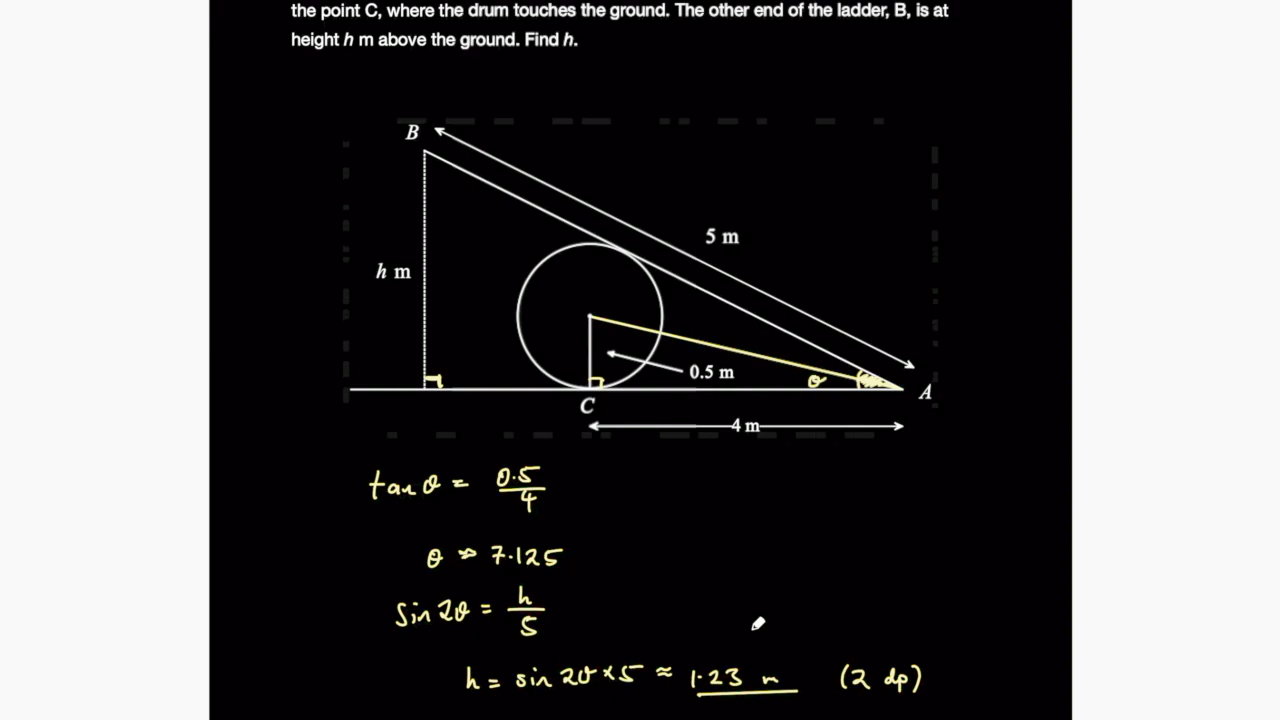 the point C, where the drum touches the ground. The other end of the ladder, B, is at
height h m above the ground. Find h.
B
5 m
h m
0.5 m
θ
A
C
4 m
tan θ = 0.5/4
θ ≈ 7.125
sin 2θ = h/5
h = sin 2θ × 5 ≈ 1.23 m (2 dp)